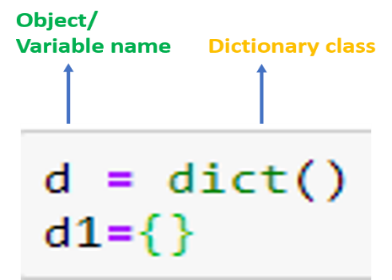 Object/
Variable name
Dictionary class
d = dict()
d1={}